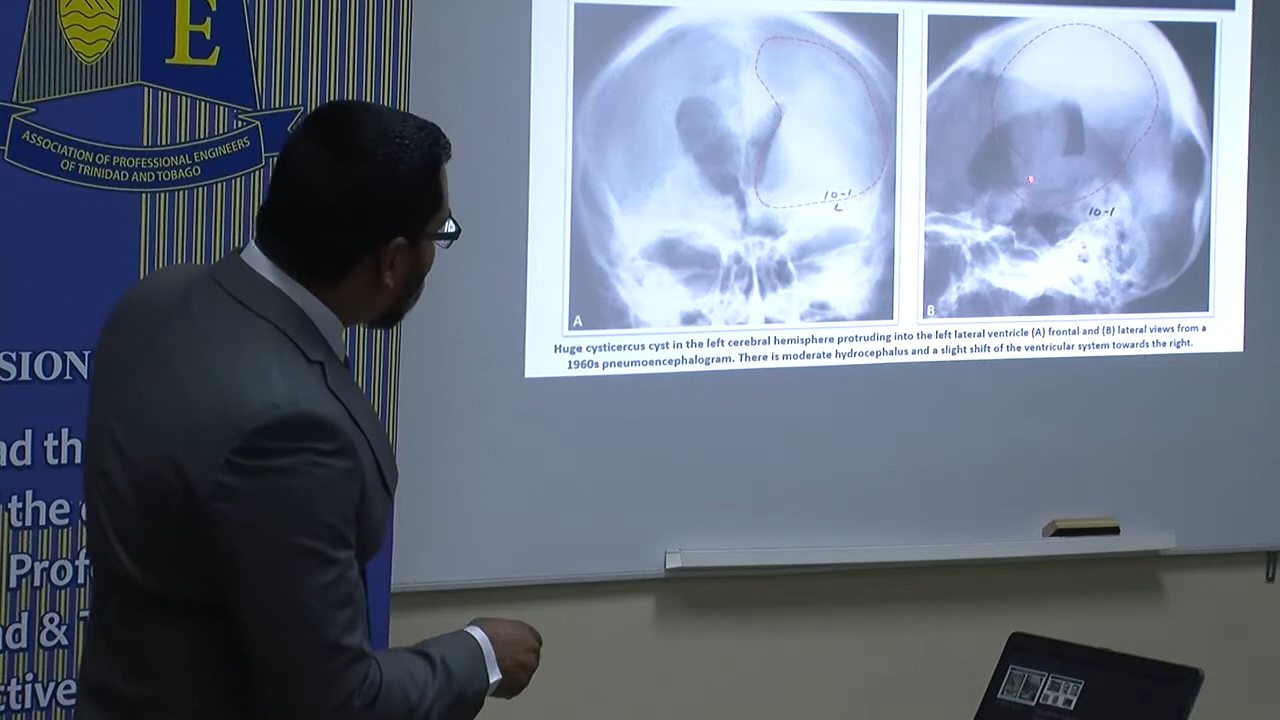 E
ASSOCIATION OF PROFESSIONAL ENGINEERS
OF TRINIDAD AND TOBAGO
SION
nd th
the
Prof
nd &
ctive
10-1
L
A
10-1
B
Huge cysticercus cyst in the left cerebral hemisphere protruding into the left lateral ventricle (A) frontal and (B) lateral views from a
1960s pneumoencephalogram. There is moderate hydrocephalus and a slight shift of the ventricular system towards the right.